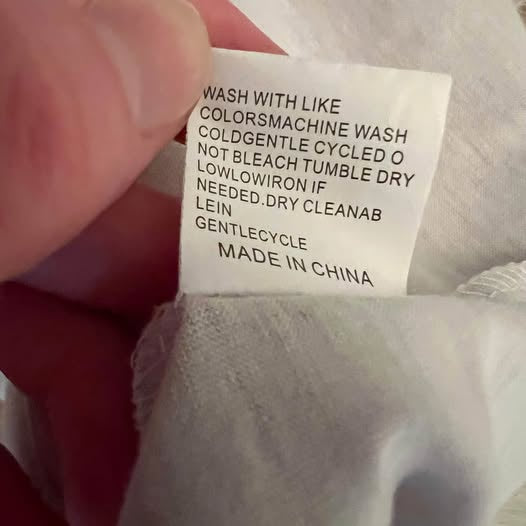 WASH WITH LIKE
COLORSMACHINE WASH
COLDGENTLE CYCLED O
NOT BLEACH TUMBLE DRY
LOWLOWIRON IF
NEEDED.DRY CLEANAB
LEIN
GENTLECYCLE
MADE IN CHINA